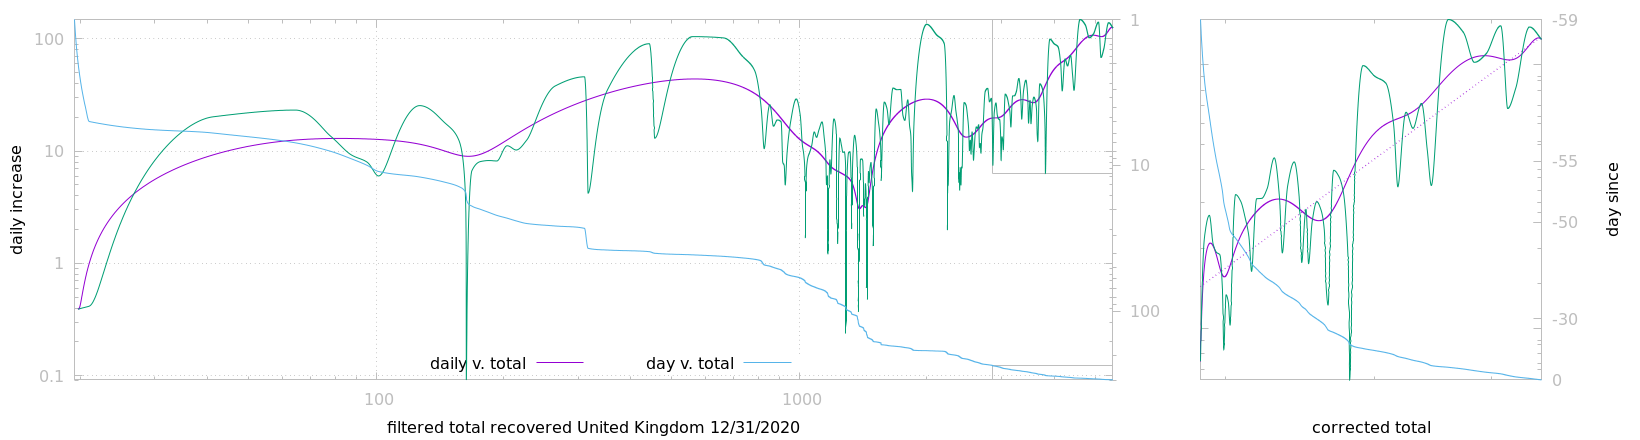 100
10
1
0.1
daily increase
daily v. total
day v. total
100
1000
filtered total recovered United Kingdom 12/31/2020
1
10
100
-59
-55
-50
-30
0
day since
corrected total